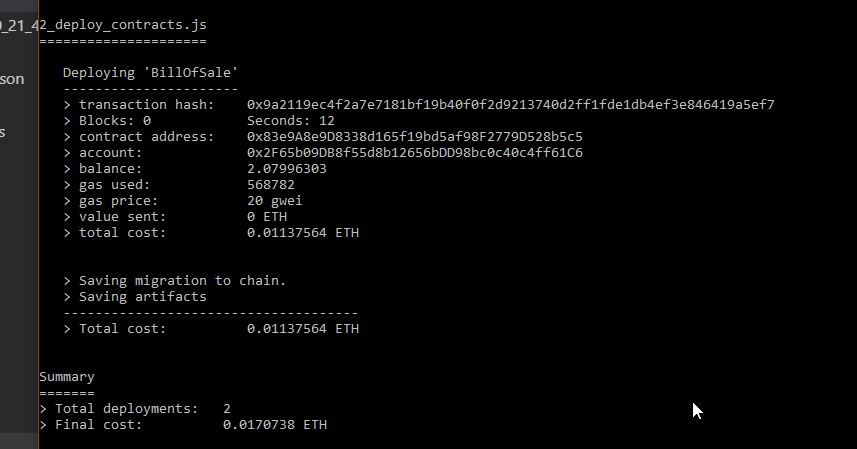 2_deploy_contracts.js
=====================
Deploying 'BillOfSale'
----------------------
> transaction hash: 0x9a2119ec4f2a7e7181bf19b40f0f2d9213740d2ff1fde1db4ef3e846419a5ef7
> Blocks: 0 Seconds: 12
> contract address: 0x83e9A8e9D8338d165f19bd5af98F2779D528b5c5
> account: 0x2F65b09DB8f55d8b12656bDD98bc0c40c4ff61C6
> balance: 2.07996303
> gas used: 568782
> gas price: 20 gwei
> value sent: 0 ETH
> total cost: 0.01137564 ETH
> Saving migration to chain.
> Saving artifacts
-------------------------------------
> Total cost: 0.01137564 ETH
Summary
=======
> Total deployments: 2
> Final cost: 0.0170738 ETH
0_21_4
son
s